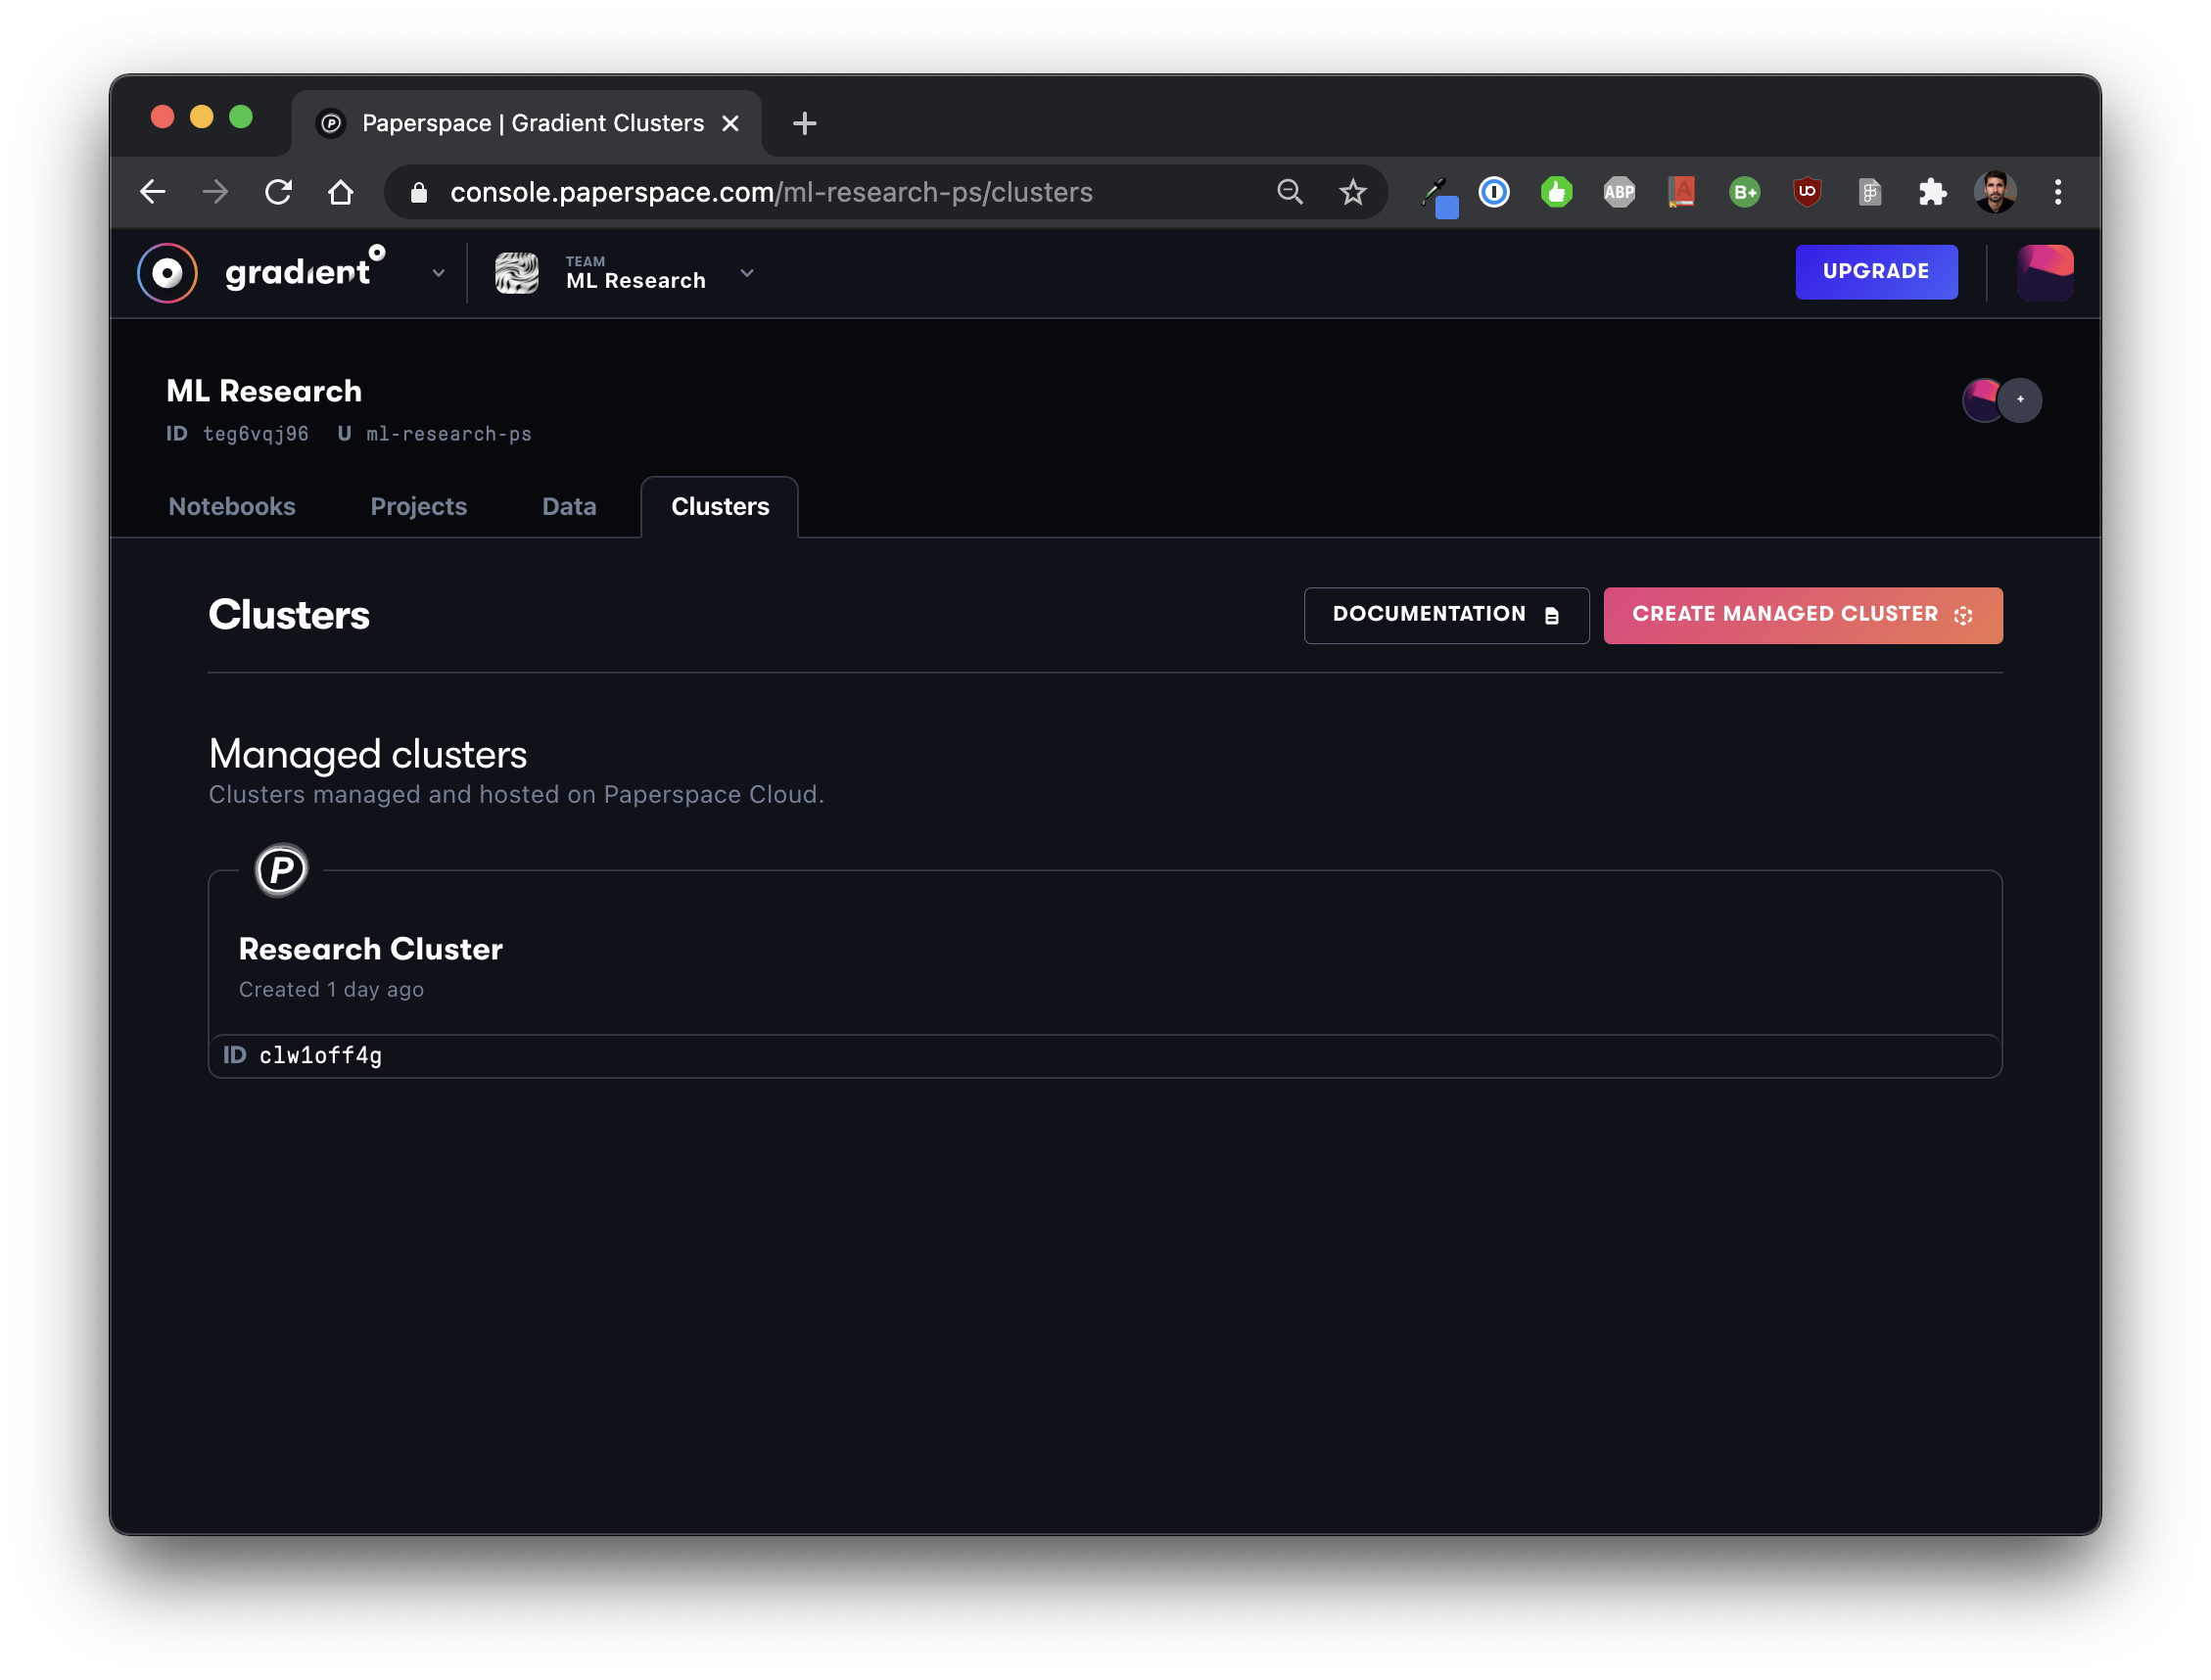 Paperspace | Gradient Clusters
console.paperspace.com/ml-research-ps/clusters
ABP
B+
gradient
TEAM
ML Research
UPGRADE
ML Research
ID teg6vqj96 U ml-research-ps
Notebooks Projects Data Clusters
Clusters
DOCUMENTATION
CREATE MANAGED CLUSTER
Managed clusters
Clusters managed and hosted on Paperspace Cloud.
P
Research Cluster
Created 1 day ago
ID clw1off4g